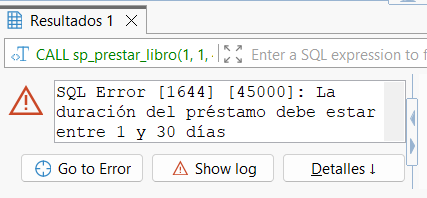 Resultados 1
CALL sp_prestar_libro(1, 1,
Enter a SQL expression to
SQL Error [1644] [45000]: La
duración del préstamo debe estar
entre 1 y 30 días
Go to Error
Show log
Detalles